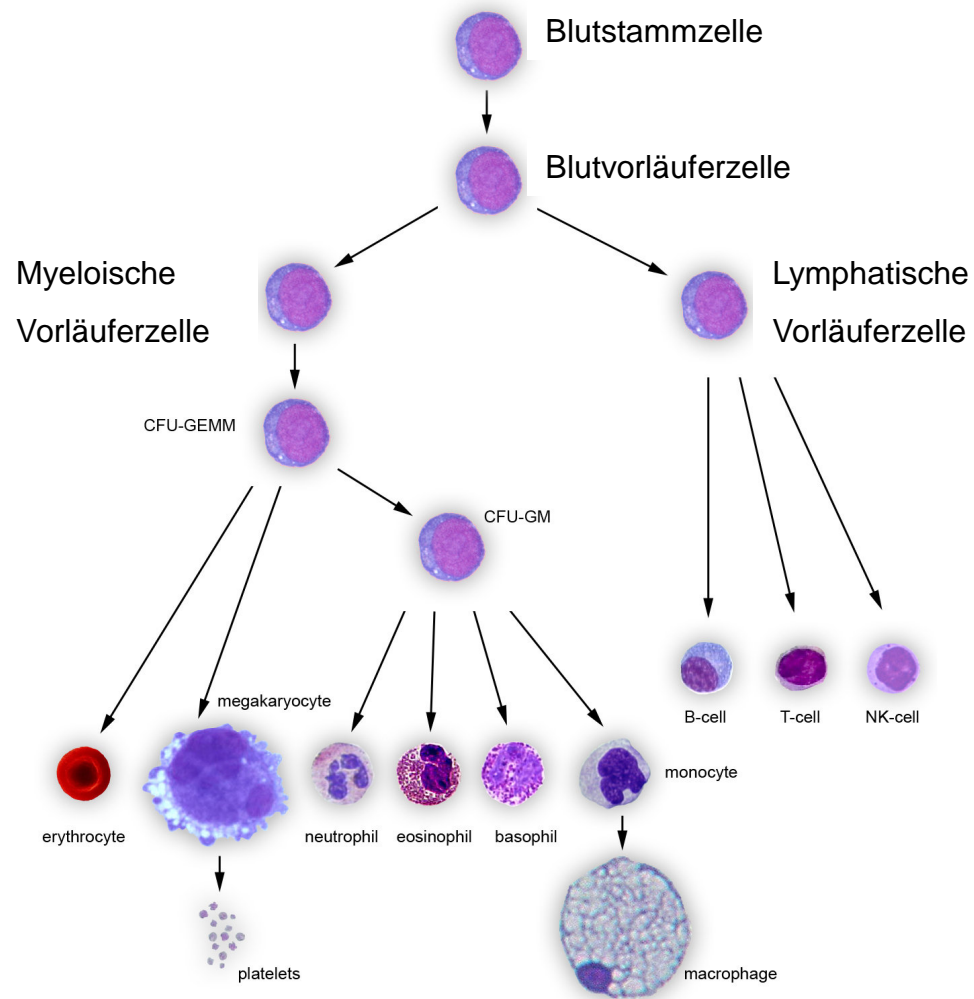 Blutstammzelle
Blutvorläuferzelle
Myeloische
Vorläuferzelle
Lymphatische
Vorläuferzelle
CFU-GEMM
CFU-GM
megakaryocyte
B-cell
T-cell
NK-cell
monocyte
erythrocyte
neutrophil
eosinophil
basophil
platelets
macrophage